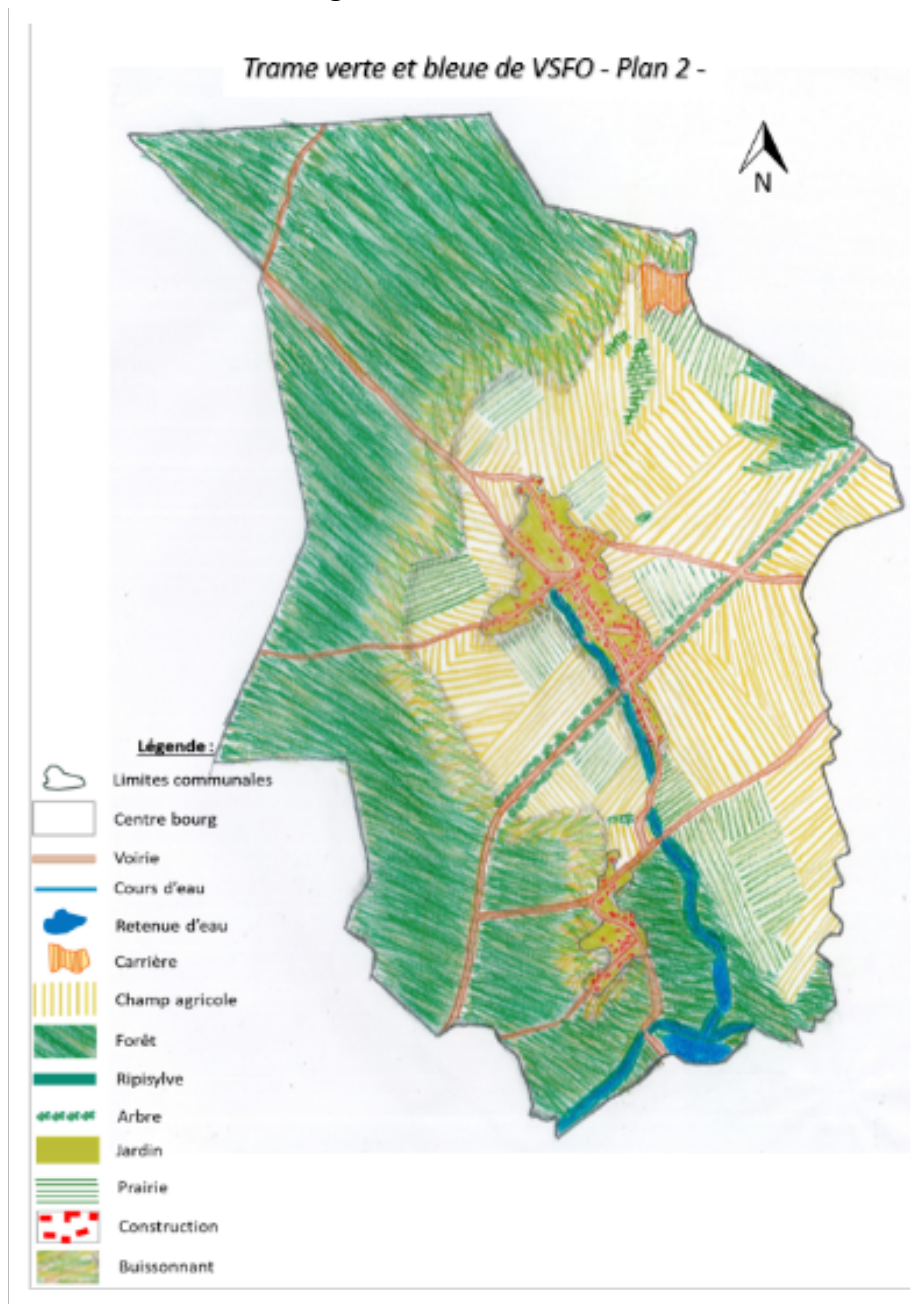 Trame verte et bleue de VSFO - Plan 2 -
N
Légende :
Limites communales
Centre bourg
Voirie
Cours d'eau
Retenue d'eau
Carrière
Champ agricole
Forêt
Ripisylve
Arbre
Jardin
Prairie
Construction
Buissonnant